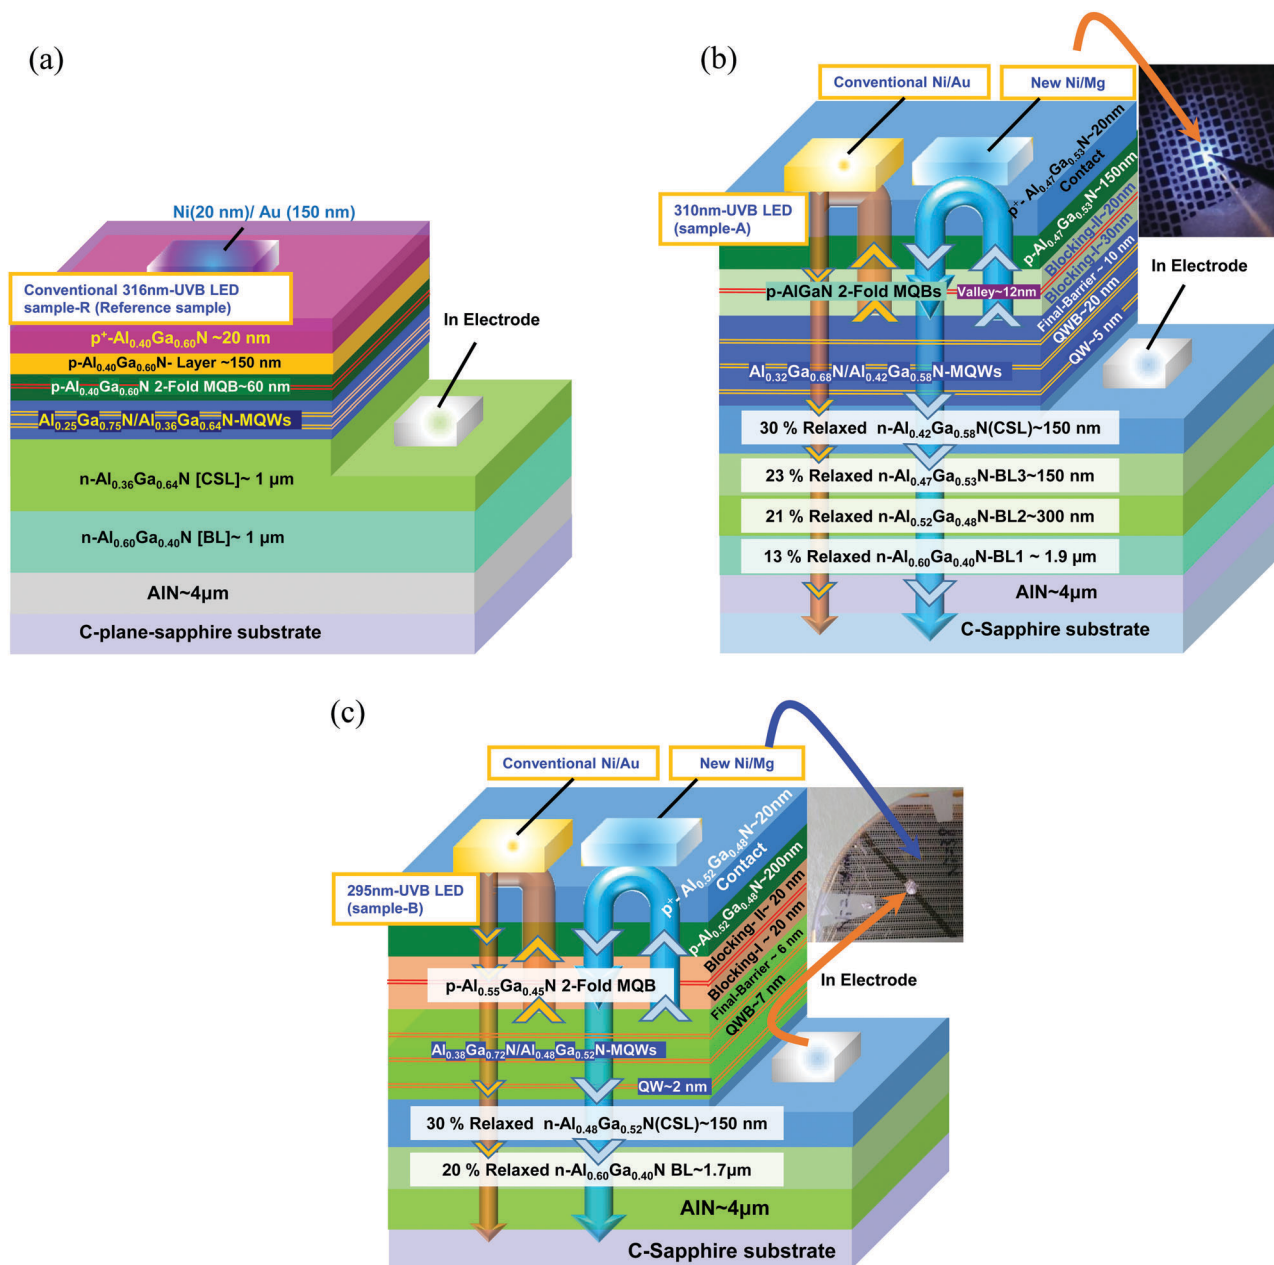 (a)
Ni(20 nm)/ Au (150 nm)
Conventional 316nm-UVB LED
sample-R (Reference sample)
In Electrode
p⁺-Al₀.₄₀Ga₀.₆₀N ~20 nm
p-Al₀.₄₀Ga₀.₆₀N- Layer ~150 nm
p-Al₀.₄₀Ga₀.₆₀N 2-Fold MQB~60 nm
Al₀.₂₅Ga₀.₇₅N/Al₀.₃₆Ga₀.₆₄N-MQWs
n-Al₀.₃₆Ga₀.₆₄N [CSL]~ 1 µm
n-Al₀.₆₀Ga₀.₄₀N [BL]~ 1 µm
AlN~4µm
C-plane-sapphire substrate
(b)
Conventional Ni/Au
New Ni/Mg
310nm-UVB LED
(sample-A)
p⁺- Al₀.₄₇Ga₀.₅₃N~20nm
Contact
p-Al₀.₄₇Ga₀.₅₃N~150nm
Blocking-II~20nm
Blocking-I~30nm
Final-Barrier ~ 10 nm
QWB~20 nm
QW~5 nm
In Electrode
p-AlGaN 2-Fold MQBs
Valley~12nm
Al₀.₃₂Ga₀.₆₈N/Al₀.₄₂Ga₀.₅₈N-MQWs
30 % Relaxed n-Al₀.₄₂Ga₀.₅₈N(CSL)~150 nm
23 % Relaxed n-Al₀.₄₇Ga₀.₅₃N-BL3~150 nm
21 % Relaxed n-Al₀.₅₂Ga₀.₄₈N-BL2~300 nm
13 % Relaxed n-Al₀.₆₀Ga₀.₄₀N-BL1 ~ 1.9 µm
AlN~4µm
C-Sapphire substrate
(c)
Conventional Ni/Au
New Ni/Mg
295nm-UVB LED
(sample-B)
p⁺- Al₀.₅₂Ga₀.₄₈N~20nm
Contact
p-Al₀.₅₂Ga₀.₄₈N~200nm
Blocking- II~ 20 nm
Blocking-I ~ 20 nm
Final-Barrier ~ 6 nm
QWB~7 nm
In Electrode
p-Al₀.₅₅Ga₀.₄₅N 2-Fold MQB
Al₀.₃₈Ga₀.₇₂N/Al₀.₄₈Ga₀.₅₂N-MQWs
QW~2 nm
30 % Relaxed n-Al₀.₄₈Ga₀.₅₂N(CSL)~150 nm
20 % Relaxed n-Al₀.₆₀Ga₀.₄₀N BL~1.7µm
AlN~4µm
C-Sapphire substrate